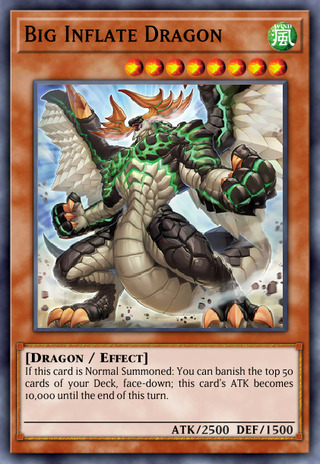 Big Inflate Dragon
WIND
風
[Dragon / Effect]
If this card is Normal Summoned: You can banish the top 50
cards of your Deck, face-down; this card's ATK becomes
10,000 until the end of this turn.
ATK/2500 DEF/1500